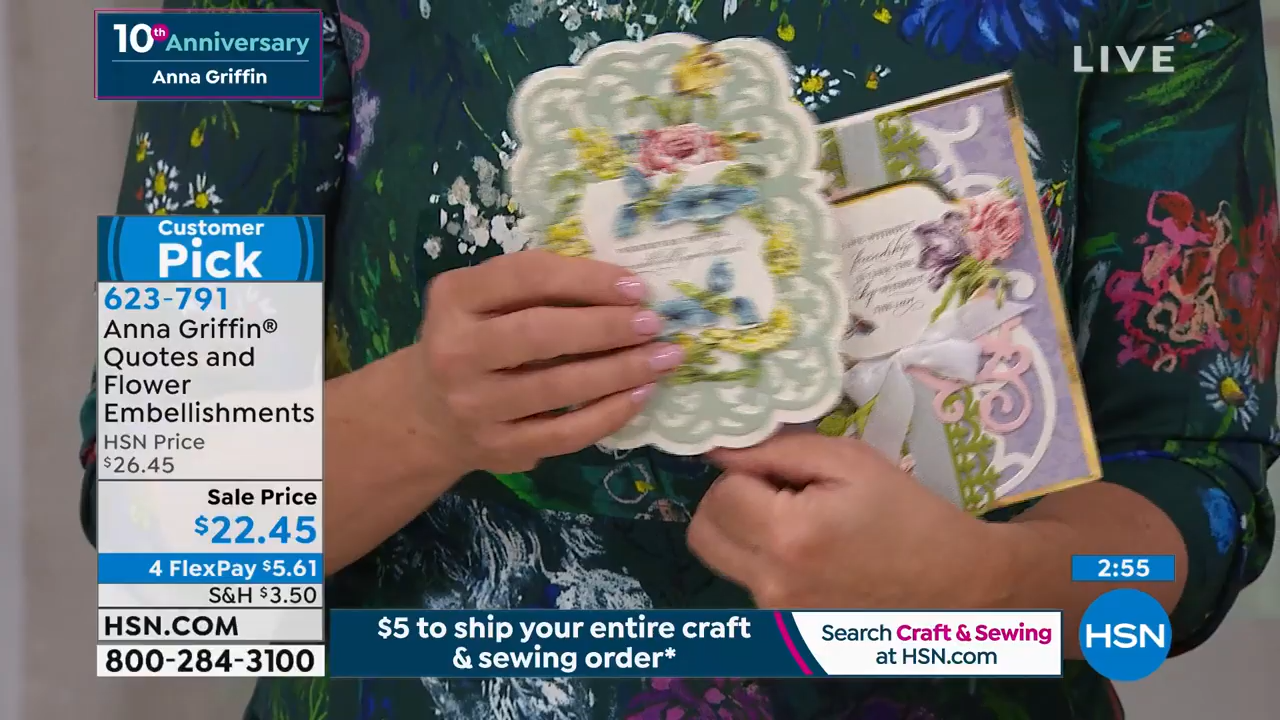 10th Anniversary
Anna Griffin
LIVE
Customer
Pick
623-791
Anna Griffin®
Quotes and
Flower
Embellishments
HSN Price
$26.45
Sale Price
$22.45
4 FlexPay $5.61
S&H $3.50
HSN.COM
800-284-3100
$5 to ship your entire craft
& sewing order*
Search Craft & Sewing
at HSN.com
2:55
HSN
friendship